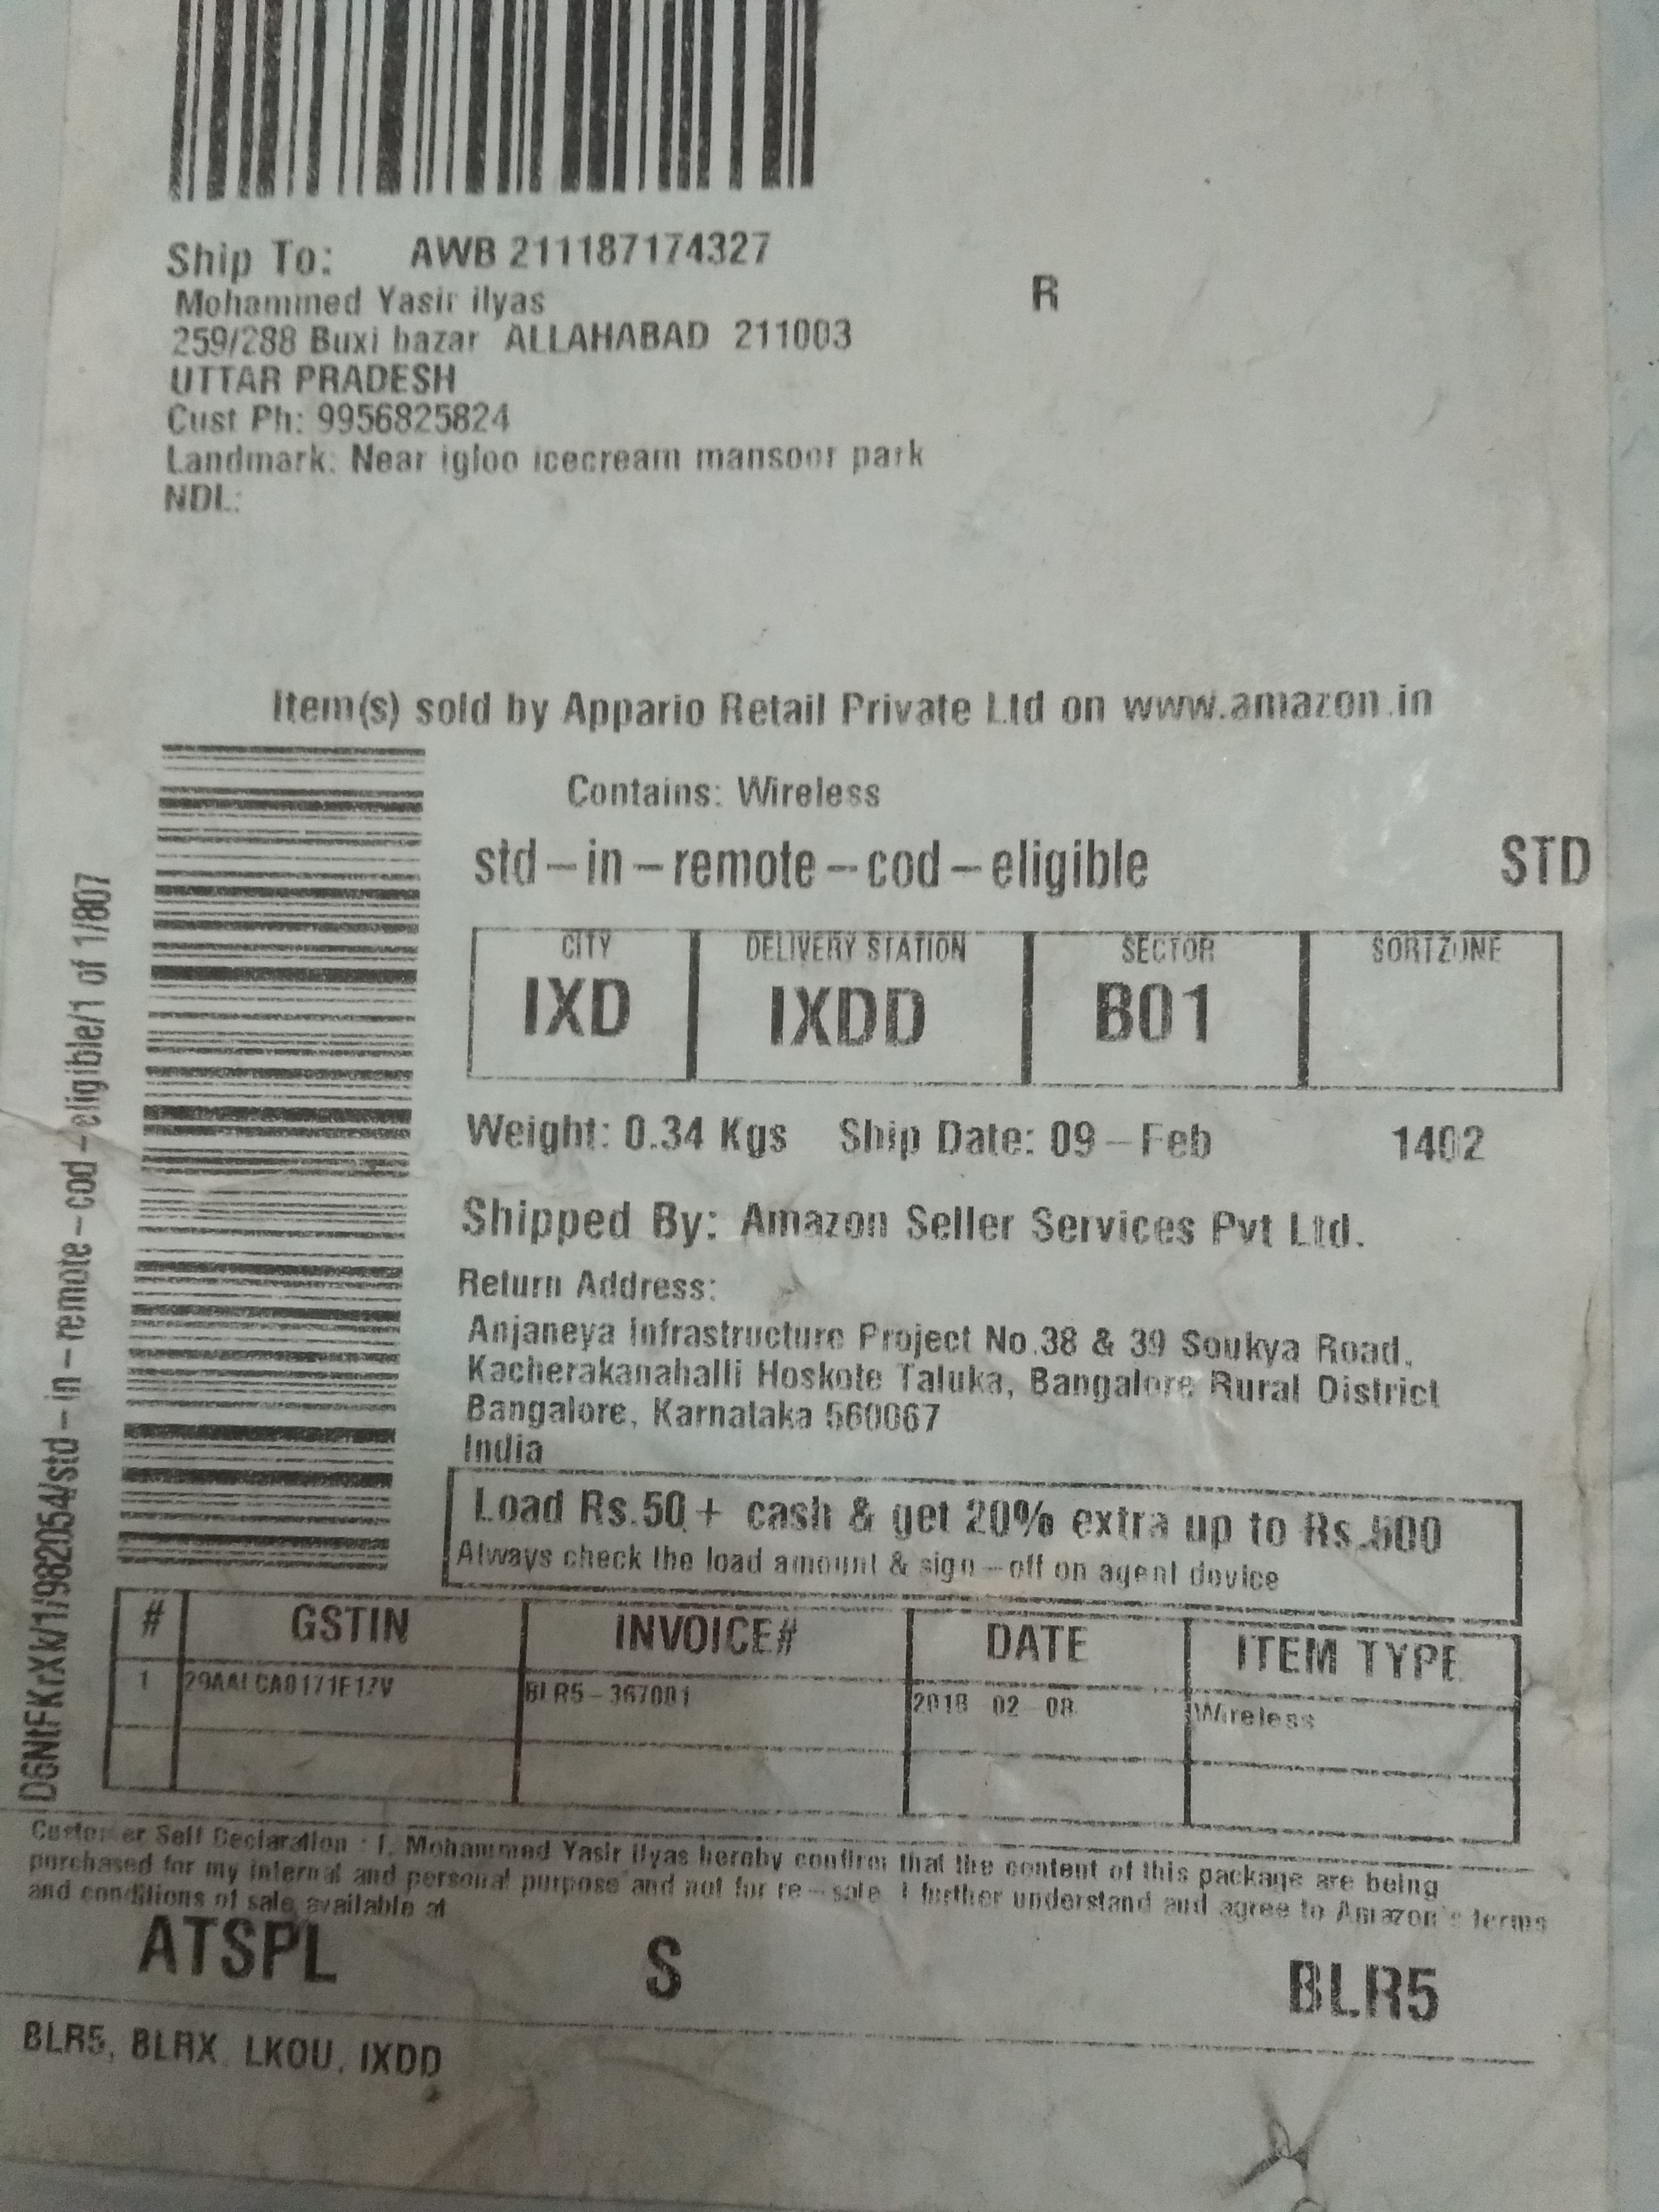 Ship To: AWB 211187174327
Mohammed Yasir ilyas
R
259/288 Buxi bazar ALLAHABAD 211003
UTTAR PRADESH
Cust Ph: 9956825824
Landmark: Near igloo icecream mansoor park
NDL:
Item(s) sold by Appario Retail Private Ltd on www.amazon.in
Contains: Wireless
std-in-remote-cod-eligible STD
CITY DELIVERY STATION SECTOR SORTZONE
IXD IXDD B01
Weight: 0.34 Kgs Ship Date: 09-Feb 1402
Shipped By: Amazon Seller Services Pvt Ltd.
Return Address:
Anjaneya Infrastructure Project No.38 & 39 Soukya Road,
Kacherakanahalli Hoskote Taluka, Bangalore Rural District
Bangalore, Karnataka 560067
India
Load Rs.50+ cash & get 20% extra up to Rs.500
Always check the load amount & sign-off on agent device
# GSTIN INVOICE# DATE ITEM TYPE
1 BLR5-367001 2018-02-08 Wireless
D6NtFKrXk/1/982054/std-in-remote-cod-eligible/1 of 1/807
Customer Self Declaration : I, Mohammed Yasir ilyas hereby confirm that the content of this package are being
purchased for my internal and personal purpose and not for re-sale. I further understand and agree to Amazon's terms
and conditions of sale available at
ATSPL S BLR5
BLR5, BLRX, LKOU, IXDD